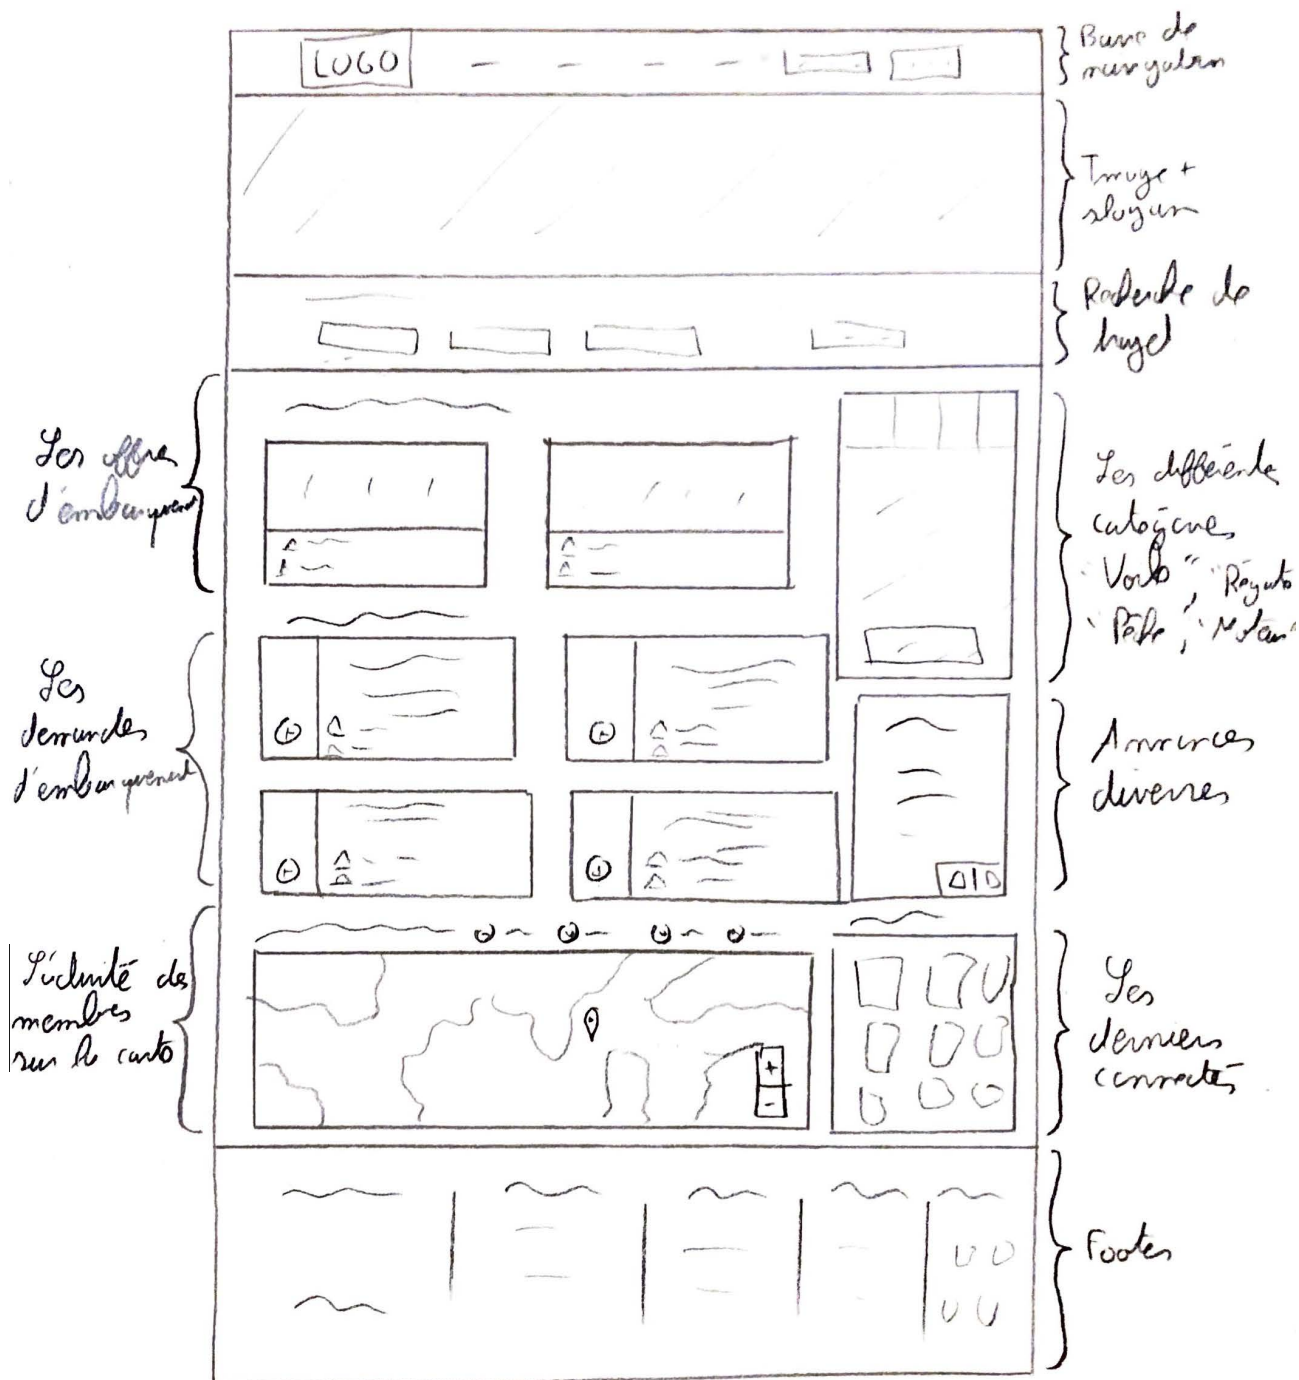 LOGO
Barre de
navigation
Image +
slogan
Recherche de
trajet
Les offres
d'embarquement
Les différentes
catégories
"Voile", "Régate"
"Pêche", "Moteur"
Les
demandes
d'embarquement
Annonces
diverses
L'activité des
membres
sur la carte
+
-
Les
derniers
connectés
Footer